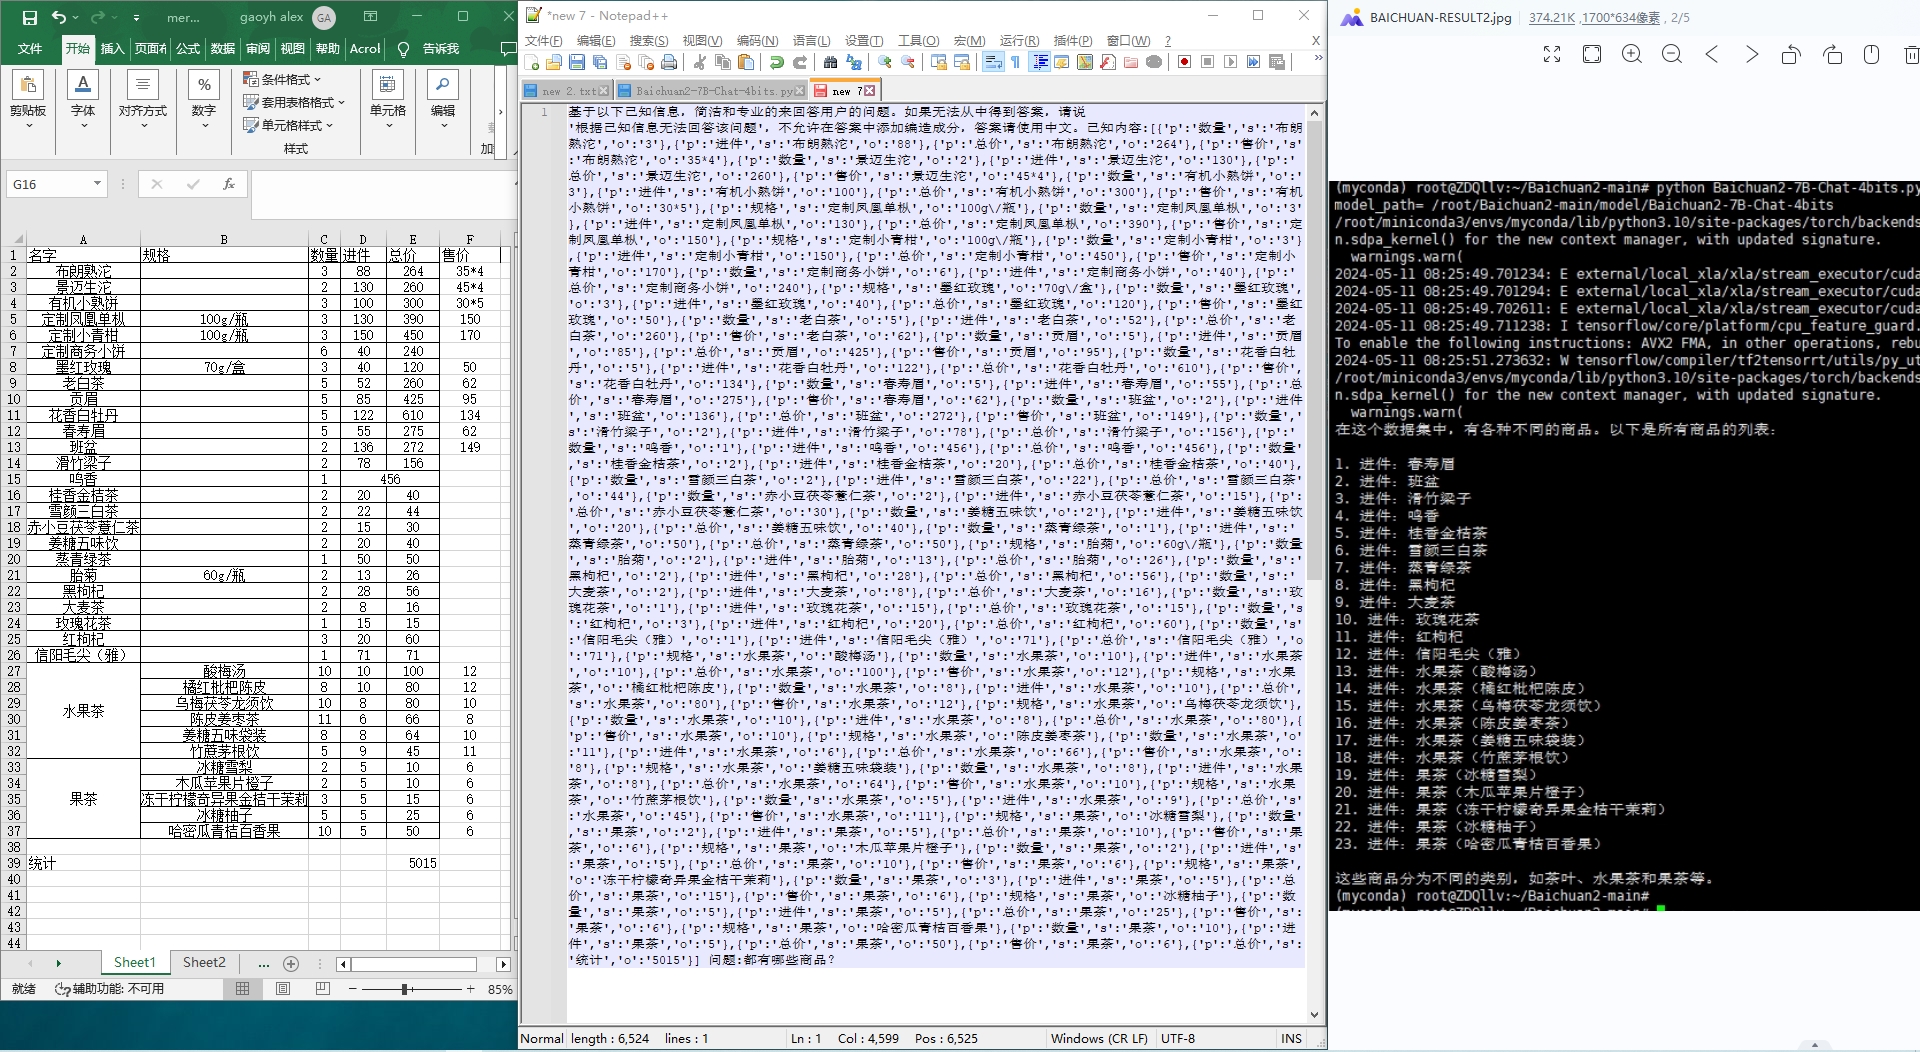 mer...
gaoyh alex
GA
文件
开始
插入
页面布
公式
数据
审阅
视图
帮助
Acrol
告诉我
剪贴板
字体
对齐方式
数字
条件格式
套用表格格式
单元格样式
样式
单元格
编辑
G16
fx
A B C D E F
1 名字 规格 数量 进件 总价 售价
2 布朗熟沱 3 88 264 35*4
3 景迈生沱 2 130 260 45*4
4 有机小熟饼 3 100 300 30*5
5 定制凤凰单枞 100g/瓶 3 130 390 150
6 定制小青柑 100g/瓶 3 150 450 170
7 定制商务小饼 6 40 240
8 墨红玫瑰 70g/盒 3 40 120 50
9 老白茶 5 52 260 62
10 贡眉 5 85 425 95
11 花香白牡丹 5 122 610 134
12 春寿眉 5 55 275 62
13 班盆 2 136 272 149
14 滑竹梁子 2 78 156
15 鸣香 1 456
16 桂香金桔茶 2 20 40
17 雪颜三白茶 2 22 44
18 赤小豆茯苓薏仁茶 2 15 30
19 姜糖五味饮 2 20 40
20 蒸青绿茶 1 50 50
21 胎菊 60g/瓶 2 13 26
22 黑枸杞 2 28 56
23 大麦茶 2 8 16
24 玫瑰花茶 1 15 15
25 红枸杞 3 20 60
26 信阳毛尖（雅） 1 71 71
27 酸梅汤 10 10 100 12
28 橘红枇杷陈皮 8 10 80 12
29 水果茶 乌梅茯苓龙须饮 10 8 80 10
30 陈皮姜枣茶 11 6 66 8
31 姜糖五味袋装 8 8 64 10
32 竹蔗茅根饮 5 9 45 11
33 冰糖雪梨 2 5 10 6
34 木瓜苹果片橙子 2 5 10 6
35 果茶 冻干柠檬奇异果金桔干茉莉 3 5 15 6
36 冰糖柚子 5 5 25 6
37 哈密瓜青桔百香果 10 5 50 6
38
39 统计 5015
40
41
42
43
44
Sheet1
Sheet2
...
就绪
辅助功能: 不可用
85%
*new 7 - Notepad++
文件(F) 编辑(E) 搜索(S) 视图(V) 编码(N) 语言(L) 设置(T) 工具(O) 宏(M) 运行(R) 插件(P) 窗口(W) ?
X
new 2.txt
Baichuan2-7B-Chat-4bits.py
new 7
1
基于以下已知信息，简洁和专业的来回答用户的问题。如果无法从中得到答案，请说
'根据已知信息无法回答该问题'，不允许在答案中添加编造成分，答案请使用中文。已知内容:[{'p':'数量','s':'布朗
熟沱','o':'3'},{'p':'进件','s':'布朗熟沱','o':'88'},{'p':'总价','s':'布朗熟沱','o':'264'},{'p':'售价','s
':'布朗熟沱','o':'35*4'},{'p':'数量','s':'景迈生沱','o':'2'},{'p':'进件','s':'景迈生沱','o':'130'},{'p':'
总价','s':'景迈生沱','o':'260'},{'p':'售价','s':'景迈生沱','o':'45*4'},{'p':'数量','s':'有机小熟饼','o':'
3'},{'p':'进件','s':'有机小熟饼','o':'100'},{'p':'总价','s':'有机小熟饼','o':'300'},{'p':'售价','s':'有机
小熟饼','o':'30*5'},{'p':'规格','s':'定制凤凰单枞','o':'100g\/瓶'},{'p':'数量','s':'定制凤凰单枞','o':'3'
},{'p':'进件','s':'定制凤凰单枞','o':'130'},{'p':'总价','s':'定制凤凰单枞','o':'390'},{'p':'售价','s':'定
制凤凰单枞','o':'150'},{'p':'规格','s':'定制小青柑','o':'100g\/瓶'},{'p':'数量','s':'定制小青柑','o':'3'}
,{'p':'进件','s':'定制小青柑','o':'150'},{'p':'总价','s':'定制小青柑','o':'450'},{'p':'售价','s':'定制小
青柑','o':'170'},{'p':'数量','s':'定制商务小饼','o':'6'},{'p':'进件','s':'定制商务小饼','o':'40'},{'p':'
总价','s':'定制商务小饼','o':'240'},{'p':'规格','s':'墨红玫瑰','o':'70g\/盒'},{'p':'数量','s':'墨红玫瑰','o
':'3'},{'p':'进件','s':'墨红玫瑰','o':'40'},{'p':'总价','s':'墨红玫瑰','o':'120'},{'p':'售价','s':'墨红
玫瑰','o':'50'},{'p':'数量','s':'老白茶','o':'5'},{'p':'进件','s':'老白茶','o':'52'},{'p':'总价','s':'老
白茶','o':'260'},{'p':'售价','s':'老白茶','o':'62'},{'p':'数量','s':'贡眉','o':'5'},{'p':'进件','s':'贡眉
','o':'85'},{'p':'总价','s':'贡眉','o':'425'},{'p':'售价','s':'贡眉','o':'95'},{'p':'数量','s':'花香白牡
丹','o':'5'},{'p':'进件','s':'花香白牡丹','o':'122'},{'p':'总价','s':'花香白牡丹','o':'610'},{'p':'售价','
s':'花香白牡丹','o':'134'},{'p':'数量','s':'春寿眉','o':'5'},{'p':'进件','s':'春寿眉','o':'55'},{'p':'总
价','s':'春寿眉','o':'275'},{'p':'售价','s':'春寿眉','o':'62'},{'p':'数量','s':'班盆','o':'2'},{'p':'进件
','s':'班盆','o':'136'},{'p':'总价','s':'班盆','o':'272'},{'p':'售价','s':'班盆','o':'149'},{'p':'数量','
s':'滑竹梁子','o':'2'},{'p':'进件','s':'滑竹梁子','o':'78'},{'p':'总价','s':'滑竹梁子','o':'156'},{'p':'
数量','s':'鸣香','o':'1'},{'p':'进件','s':'鸣香','o':'456'},{'p':'总价','s':'鸣香','o':'456'},{'p':'数量
','s':'桂香金桔茶','o':'2'},{'p':'进件','s':'桂香金桔茶','o':'20'},{'p':'总价','s':'桂香金桔茶','o':'40'},
{'p':'数量','s':'雪颜三白茶','o':'2'},{'p':'进件','s':'雪颜三白茶','o':'22'},{'p':'总价','s':'雪颜三白茶','o
':'44'},{'p':'数量','s':'赤小豆茯苓薏仁茶','o':'2'},{'p':'进件','s':'赤小豆茯苓薏仁茶','o':'15'},{'p':'
总价','s':'赤小豆茯苓薏仁茶','o':'30'},{'p':'数量','s':'姜糖五味饮','o':'2'},{'p':'进件','s':'姜糖五味饮','o
':'20'},{'p':'总价','s':'姜糖五味饮','o':'40'},{'p':'数量','s':'蒸青绿茶','o':'1'},{'p':'进件','s':'
蒸青绿茶','o':'50'},{'p':'总价','s':'蒸青绿茶','o':'50'},{'p':'规格','s':'胎菊','o':'60g\/瓶'},{'p':'数量
','s':'胎菊','o':'2'},{'p':'进件','s':'胎菊','o':'13'},{'p':'总价','s':'胎菊','o':'26'},{'p':'数量','s':'
黑枸杞','o':'2'},{'p':'进件','s':'黑枸杞','o':'28'},{'p':'总价','s':'黑枸杞','o':'56'},{'p':'数量','s':'
大麦茶','o':'2'},{'p':'进件','s':'大麦茶','o':'8'},{'p':'总价','s':'大麦茶','o':'16'},{'p':'数量','s':'玫
瑰花茶','o':'1'},{'p':'进件','s':'玫瑰花茶','o':'15'},{'p':'总价','s':'玫瑰花茶','o':'15'},{'p':'数量','s
':'红枸杞','o':'3'},{'p':'进件','s':'红枸杞','o':'20'},{'p':'总价','s':'红枸杞','o':'60'},{'p':'数量','s'
:'信阳毛尖（雅）','o':'1'},{'p':'进件','s':'信阳毛尖（雅）','o':'71'},{'p':'总价','s':'信阳毛尖（雅）','o
':'71'},{'p':'规格','s':'水果茶','o':'酸梅汤'},{'p':'数量','s':'水果茶','o':'10'},{'p':'进件','s':'水果茶
','o':'10'},{'p':'总价','s':'水果茶','o':'100'},{'p':'售价','s':'水果茶','o':'12'},{'p':'规格','s':'水果
茶','o':'橘红枇杷陈皮'},{'p':'数量','s':'水果茶','o':'8'},{'p':'进件','s':'水果茶','o':'10'},{'p':'总价','
s':'水果茶','o':'80'},{'p':'售价','s':'水果茶','o':'12'},{'p':'规格','s':'水果茶','o':'乌梅茯苓龙须饮'},
{'p':'数量','s':'水果茶','o':'10'},{'p':'进件','s':'水果茶','o':'8'},{'p':'总价','s':'水果茶','o':'80'},{
'p':'售价','s':'水果茶','o':'10'},{'p':'规格','s':'水果茶','o':'陈皮姜枣茶'},{'p':'数量','s':'水果茶','o':
'11'},{'p':'进件','s':'水果茶','o':'6'},{'p':'总价','s':'水果茶','o':'66'},{'p':'售价','s':'水果茶','o':
'8'},{'p':'规格','s':'水果茶','o':'姜糖五味袋装'},{'p':'数量','s':'水果茶','o':'8'},{'p':'进件','s':'水果
茶','o':'8'},{'p':'总价','s':'水果茶','o':'64'},{'p':'售价','s':'水果茶','o':'10'},{'p':'规格','s':'水果
茶','o':'竹蔗茅根饮'},{'p':'数量','s':'水果茶','o':'5'},{'p':'进件','s':'水果茶','o':'9'},{'p':'总价','s':
'水果茶','o':'45'},{'p':'售价','s':'水果茶','o':'11'},{'p':'规格','s':'果茶','o':'冰糖雪梨'},{'p':'数量',
's':'果茶','o':'2'},{'p':'进件','s':'果茶','o':'5'},{'p':'总价','s':'果茶','o':'10'},{'p':'售价','s':'果
茶','o':'6'},{'p':'规格','s':'果茶','o':'木瓜苹果片橙子'},{'p':'数量','s':'果茶','o':'2'},{'p':'进件','s
':'果茶','o':'5'},{'p':'总价','s':'果茶','o':'10'},{'p':'售价','s':'果茶','o':'6'},{'p':'规格','s':'果茶',
'o':'冻干柠檬奇异果金桔干茉莉'},{'p':'数量','s':'果茶','o':'3'},{'p':'进件','s':'果茶','o':'5'},{'p':'总
价','s':'果茶','o':'15'},{'p':'售价','s':'果茶','o':'6'},{'p':'规格','s':'果茶','o':'冰糖柚子'},{'p':'数
量','s':'果茶','o':'5'},{'p':'进件','s':'果茶','o':'5'},{'p':'总价','s':'果茶','o':'25'},{'p':'售价','s':
'果茶','o':'6'},{'p':'规格','s':'果茶','o':'哈密瓜青桔百香果'},{'p':'数量','s':'果茶','o':'10'},{'p':'进
件','s':'果茶','o':'5'},{'p':'总价','s':'果茶','o':'50'},{'p':'售价','s':'果茶','o':'6'},{'p':'总价','s':
'统计','o':'5015'}] 问题:都有哪些商品?
Normal length : 6,524 lines : 1 Ln : 1 Col : 4,599 Pos : 6,525 Windows (CR LF) UTF-8 INS
BAICHUAN-RESULT2.jpg 374.21K ,1700*634像素 , 2/5
(myconda) root@ZDQllv:~/Baichuan2-main# python Baichuan2-7B-Chat-4bits.py
model_path= /root/Baichuan2-main/model/Baichuan2-7B-Chat-4bits
/root/miniconda3/envs/myconda/lib/python3.10/site-packages/torch/backends
n.sdpa_kernel() for the new context manager, with updated signature.
warnings.warn(
2024-05-11 08:25:49.701234: E external/local_xla/xla/stream_executor/cuda
2024-05-11 08:25:49.701294: E external/local_xla/xla/stream_executor/cuda
2024-05-11 08:25:49.702611: E external/local_xla/xla/stream_executor/cuda
2024-05-11 08:25:49.711238: I tensorflow/core/platform/cpu_feature_guard.
To enable the following instructions: AVX2 FMA, in other operations, rebu
2024-05-11 08:25:51.273632: W tensorflow/compiler/tf2tensorrt/utils/py_ut
/root/miniconda3/envs/myconda/lib/python3.10/site-packages/torch/backends
n.sdpa_kernel() for the new context manager, with updated signature.
warnings.warn(
在这个数据集中，有各种不同的商品。以下是所有商品的列表：
1. 进件：春寿眉
2. 进件：班盆
3. 进件：滑竹梁子
4. 进件：鸣香
5. 进件：桂香金桔茶
6. 进件：雪颜三白茶
7. 进件：蒸青绿茶
8. 进件：黑枸杞
9. 进件：大麦茶
10. 进件：玫瑰花茶
11. 进件：红枸杞
12. 进件：信阳毛尖（雅）
13. 进件：水果茶（酸梅汤）
14. 进件：水果茶（橘红枇杷陈皮）
15. 进件：水果茶（乌梅茯苓龙须饮）
16. 进件：水果茶（陈皮姜枣茶）
17. 进件：水果茶（姜糖五味袋装）
18. 进件：水果茶（竹蔗茅根饮）
19. 进件：果茶（冰糖雪梨）
20. 进件：果茶（木瓜苹果片橙子）
21. 进件：果茶（冻干柠檬奇异果金桔干茉莉）
22. 进件：果茶（冰糖柚子）
23. 进件：果茶（哈密瓜青桔百香果）
这些商品分为不同的类别，如茶叶、水果茶和果茶等。
(myconda) root@ZDQllv:~/Baichuan2-main#
(myconda) root@ZDQllv:~/Baichuan2-main#